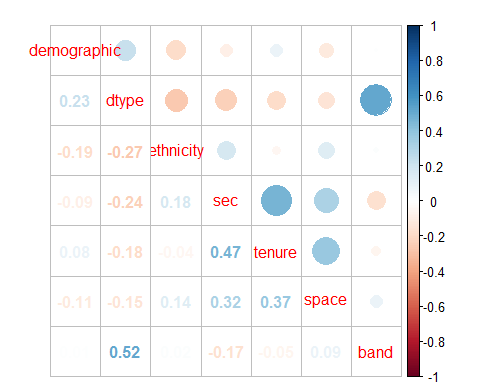 demographic
0.23 dtype
-0.19 -0.27 ethnicity
-0.09 -0.24 0.18 sec
0.08 -0.18 -0.04 0.47 tenure
-0.11 -0.15 0.14 0.32 0.37 space
0.52 -0.17 -0.05 0.09 band
1
0.8
0.6
0.4
0.2
0
-0.2
-0.4
-0.6
-0.8
-1